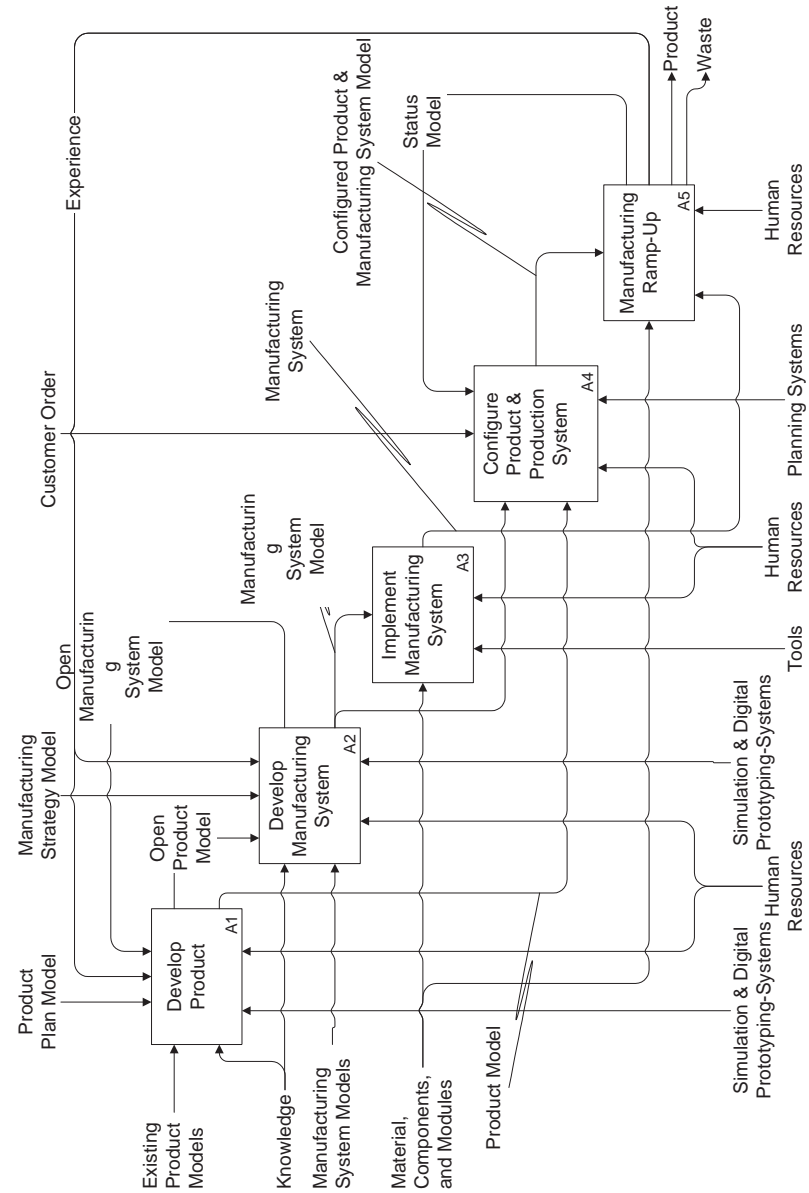 Product
Plan Model
Manufacturing
Strategy Model
Open
Manufacturin
g
System
Model
Customer Order
Experience
Existing
Product
Models
Develop
Product
A1
Open
Product
Model
Knowledge
Manufacturing
System Models
Develop
Manufacturing
System
A2
Manufacturin
g
System
Model
Manufacturing
System
Configured Product &
Manufacturing System Model
Status
Model
Material,
Components,
and Modules
Implement
Manufacturing
System
A3
Configure
Product &
Production
System
A4
Product Model
Manufacturing
Ramp-Up
A5
Product
Waste
Simulation & Digital
Prototyping-Systems
Human
Resources
Simulation & Digital
Prototyping-Systems
Tools
Human
Resources
Planning Systems
Human
Resources